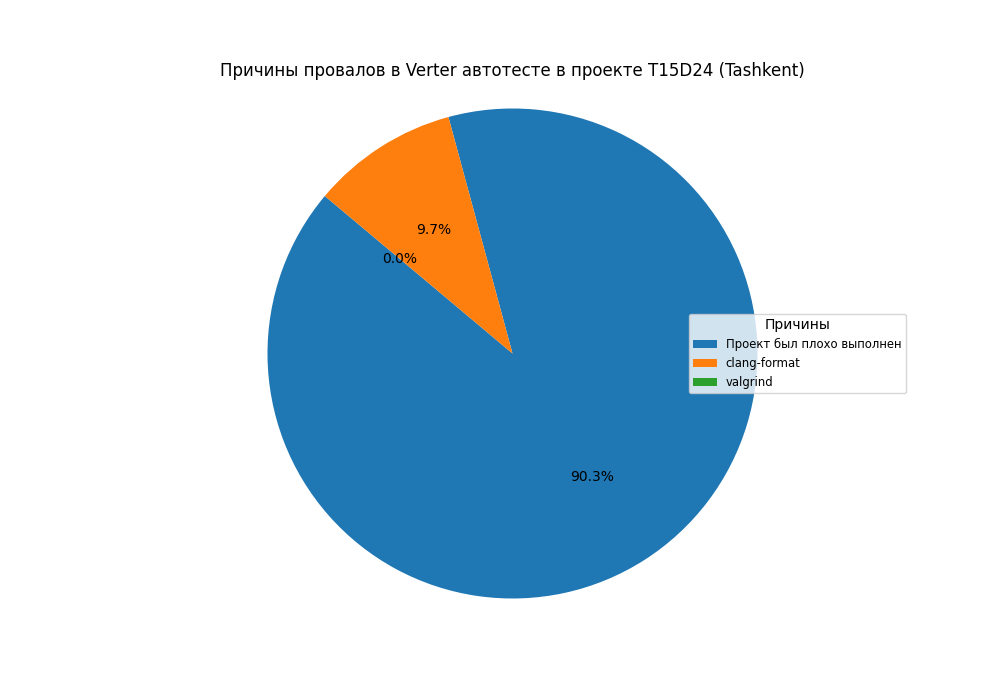 Причины провалов в Verter автотесте в проекте T15D24 (Tashkent)
9.7%
0.0%
Причины
Проект был плохо выполнен
clang-format
valgrind
90.3%